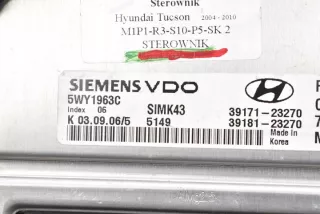 Sterownik
Hyundai Tucson 2004-2010
M1P1-R3-S10-P5-SK 2
STEROWNIK
SIEMENS VDO
5WY1963C
Index 06 SIMK43 39171-23270
K 03.09.06/5 5149 39181-23270
Made in
Korea